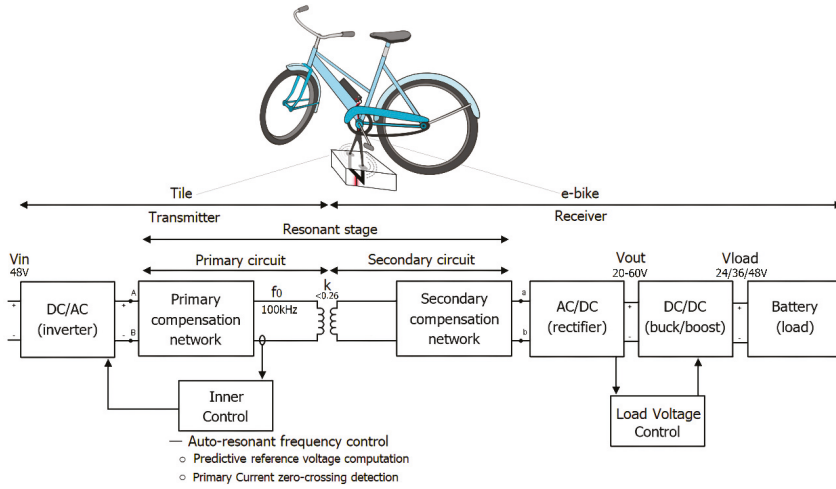 Tile
e-bike
Transmitter
Receiver
Resonant stage
Primary circuit
Secondary circuit
Vin
48V
f0
100kHz
k
<0.26
Vout
20-60V
Vload
24/36/48V
DC/AC
(inverter)
+
-
+
-
A
B
Primary
compensation
network
Secondary
compensation
network
a
b
AC/DC
(rectifier)
+
-
DC/DC
(buck/boost)
+
-
Battery
(load)
Inner
Control
Load Voltage
Control
— Auto-resonant frequency control
○ Predictive reference voltage computation
○ Primary Current zero-crossing detection